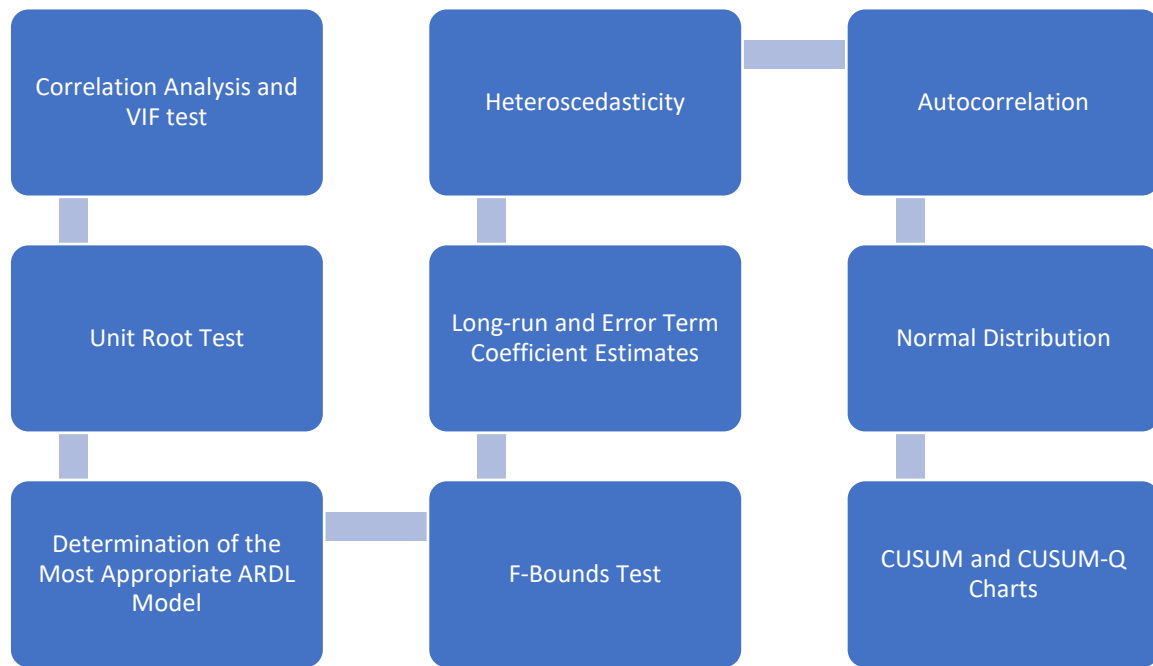 Correlation Analysis and
VIF test
Unit Root Test
Determination of the
Most Appropriate ARDL
Model
F-Bounds Test
Long-run and Error Term
Coefficient Estimates
Heteroscedasticity
Autocorrelation
Normal Distribution
CUSUM and CUSUM-Q
Charts